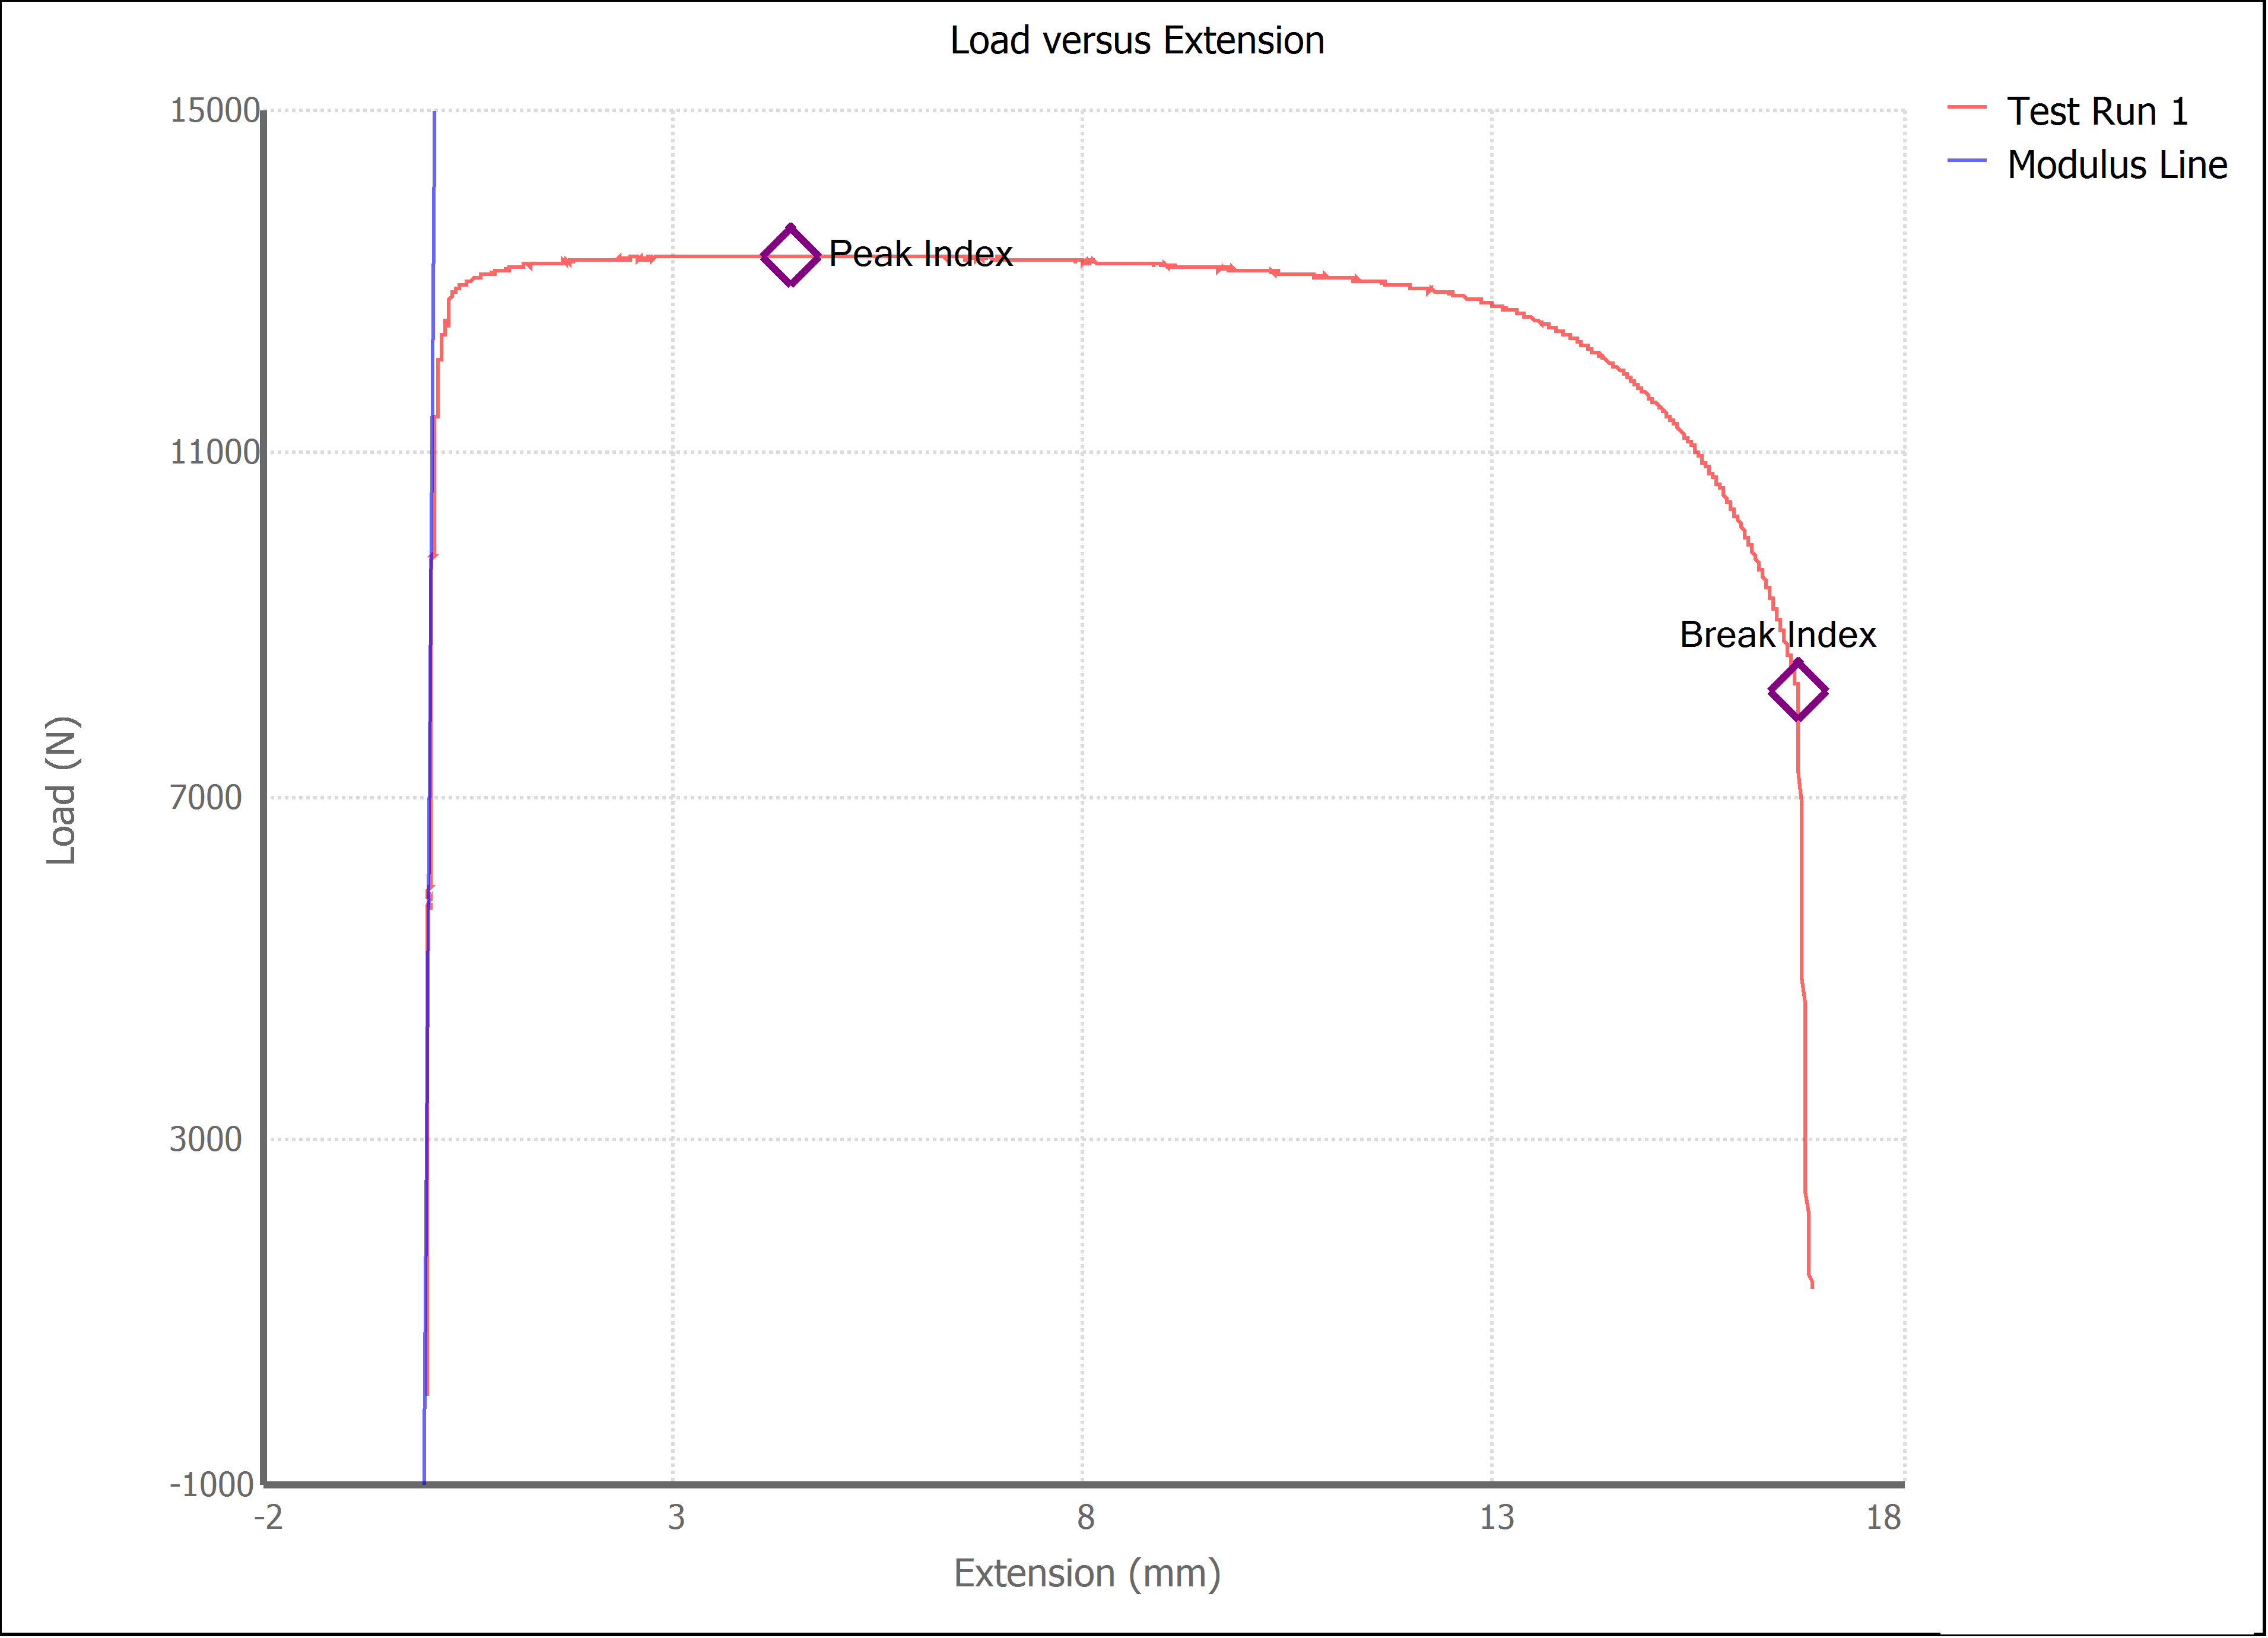 Load versus Extension
15000
11000
7000
3000
-1000
Load (N)
-2
3
8
13
18
Extension (mm)
Peak Index
Break Index
Test Run 1
Modulus Line